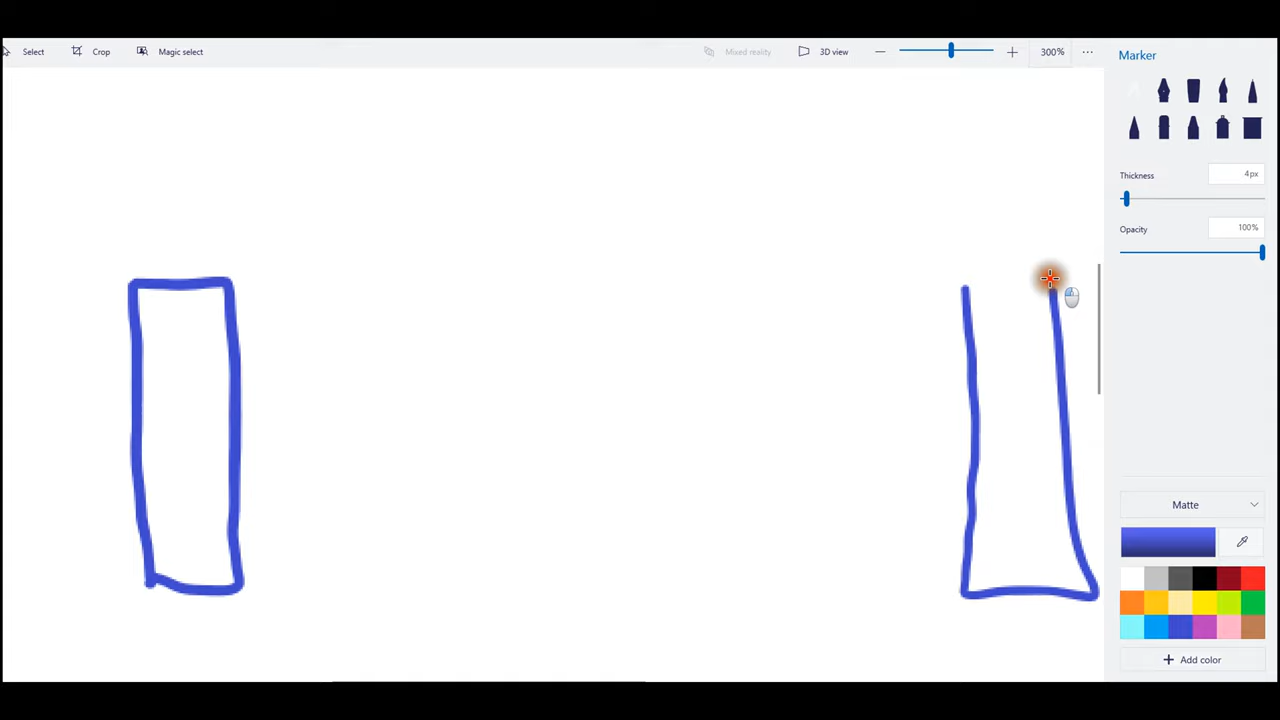 Select Crop Magic select Mixed reality 3D view 300%
Marker
Thickness 4px
Opacity 100%
Matte
Add color